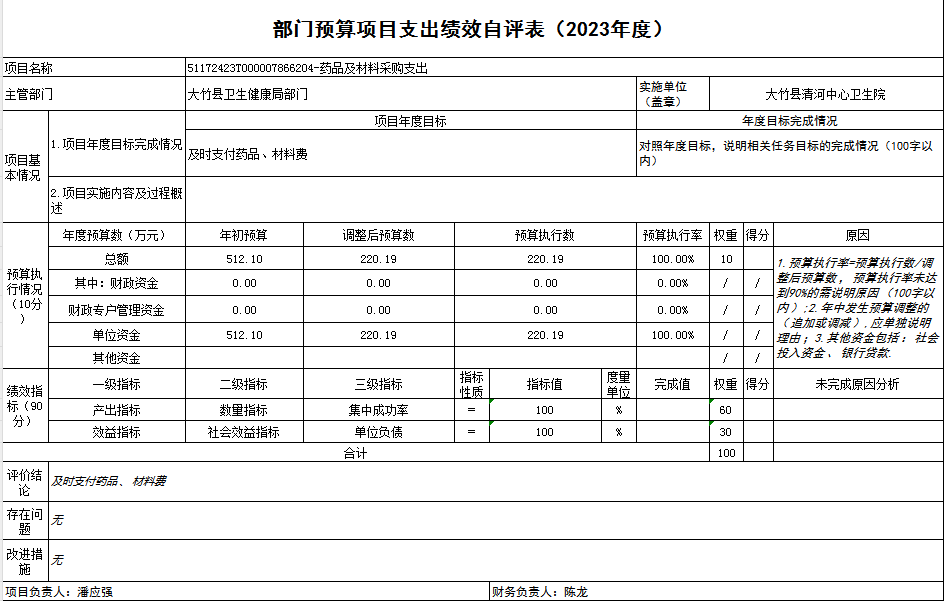 部门预算项目支出绩效自评表（2023年度）
项目名称 51172423T000007866204-药品及材料采购支出
主管部门 大竹县卫生健康局部门 实施单位（盖章） 大竹县清河中心卫生院
项目基本情况 1.项目年度目标完成情况 项目年度目标 年度目标完成情况
及时支付药品、材料费 对照年度目标，说明相关任务目标的完成情况（100字以内）
2.项目实施内容及过程概述
预算执行情况（10分） 年度预算数（万元） 年初预算 调整后预算数 预算执行数 预算执行率 权重 得分 原因
总额 512.10 220.19 220.19 100.00% 10
其中：财政资金 0.00 0.00 0.00 0.00% / /
财政专户管理资金 0.00 0.00 0.00 0.00% / /
单位资金 512.10 220.19 220.19 100.00% / /
其他资金 / /
1.预算执行率=预算执行数/调整后预算数，预算执行率未达到90%的需说明原因（100字以内）;2.年中发生预算调整的（追加或调减),应单独说明理由；3.其他资金包括：社会投入资金、银行贷款.
绩效指标（90分） 一级指标 二级指标 三级指标 指标性质 指标值 度量单位 完成值 权重 得分 未完成原因分析
产出指标 数量指标 集中成功率 = 100 % 60
效益指标 社会效益指标 单位负债 = 100 % 30
合计 100
评价结论 及时支付药品、材料费
存在问题 无
改进措施 无
项目负责人：潘应强 财务负责人：陈龙